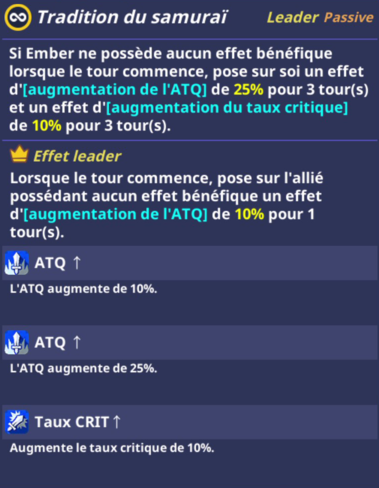 Tradition du samuraï Leader Passive
Si Ember ne possède aucun effet bénéfique
lorsque le tour commence, pose sur soi un effet
d'[augmentation de l'ATQ] de 25% pour 3 tour(s)
et un effet d'[augmentation du taux critique]
de 10% pour 3 tour(s).
Effet leader
Lorsque le tour commence, pose sur l'allié
possédant aucun effet bénéfique un effet
d'[augmentation de l'ATQ] de 10% pour 1
tour(s).
ATQ ↑
L'ATQ augmente de 10%.
ATQ ↑
L'ATQ augmente de 25%.
Taux CRIT↑
Augmente le taux critique de 10%.